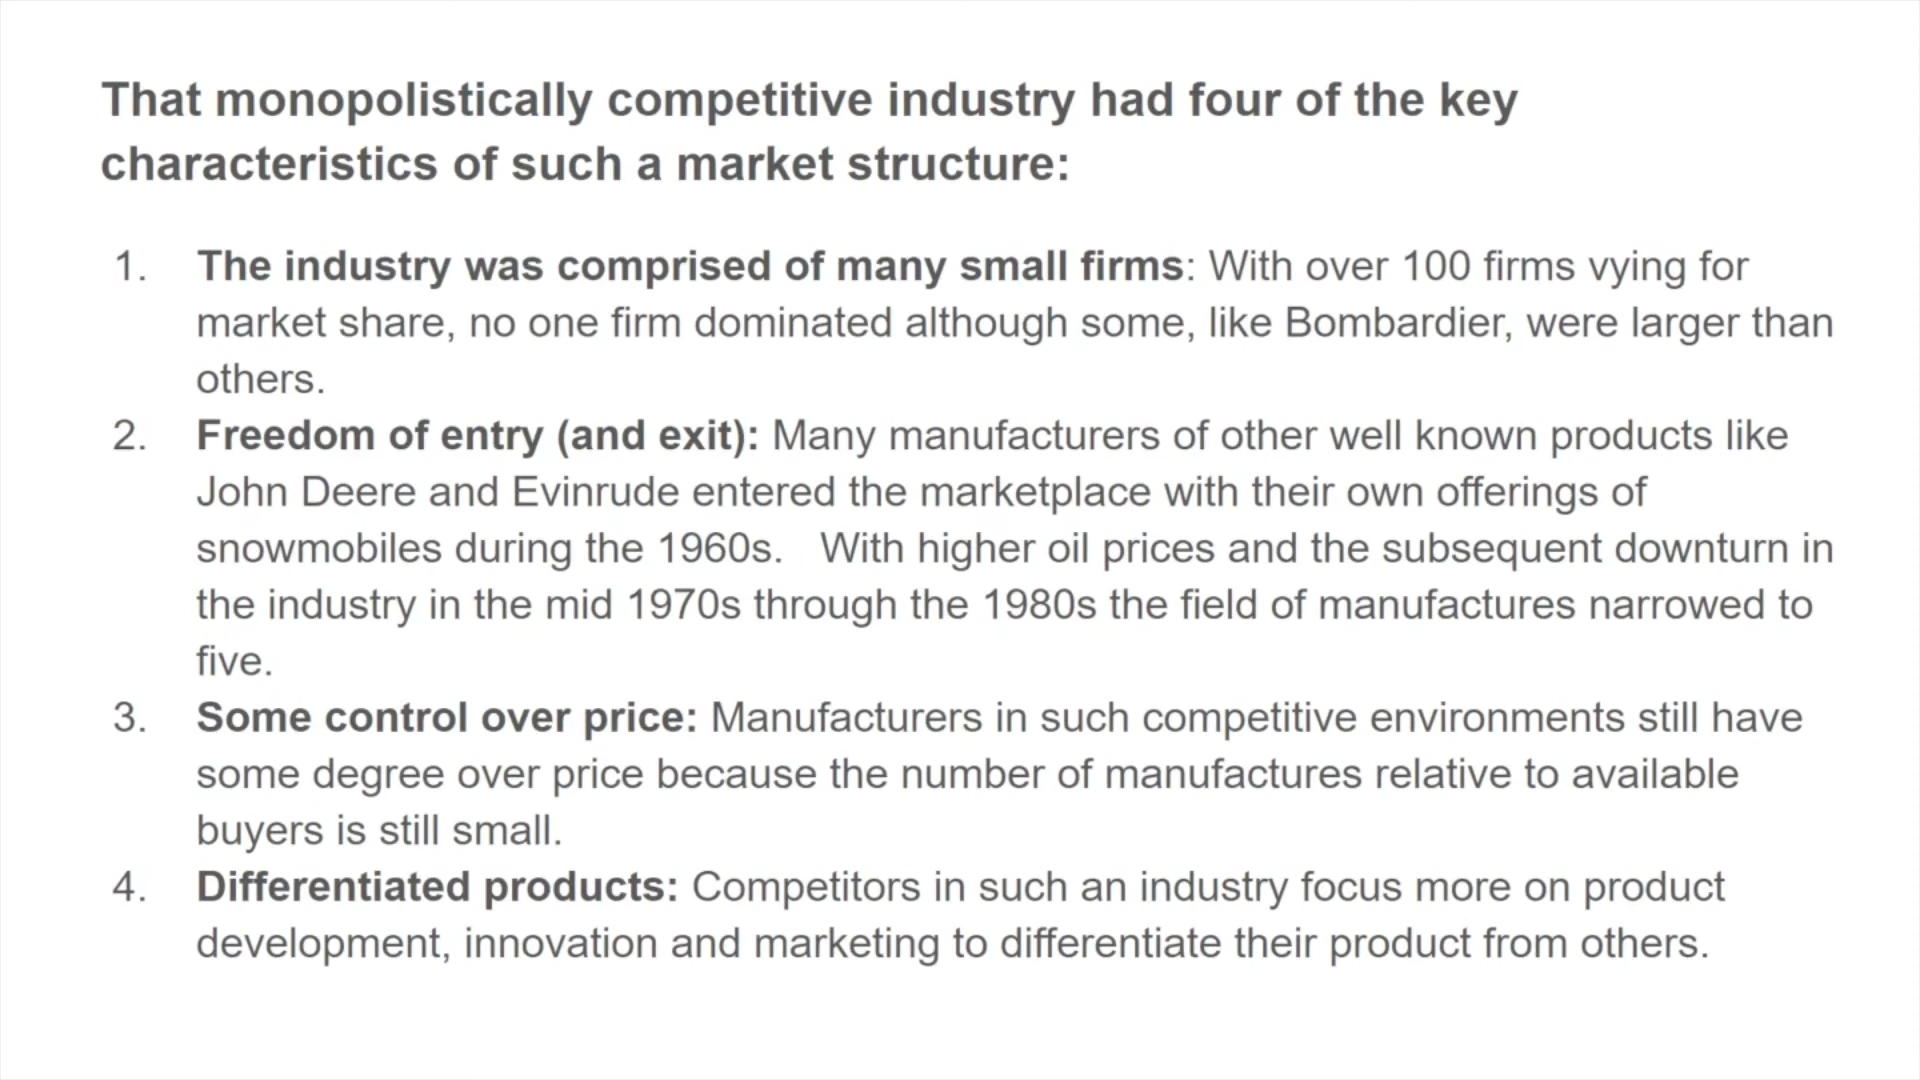 That monopolistically competitive industry had four of the key
characteristics of such a market structure:
1. The industry was comprised of many small firms: With over 100 firms vying for
market share, no one firm dominated although some, like Bombardier, were larger than
others.
2. Freedom of entry (and exit): Many manufacturers of other well known products like
John Deere and Evinrude entered the marketplace with their own offerings of
snowmobiles during the 1960s.   With higher oil prices and the subsequent downturn in
the industry in the mid 1970s through the 1980s the field of manufactures narrowed to
five.
3. Some control over price: Manufacturers in such competitive environments still have
some degree over price because the number of manufactures relative to available
buyers is still small.
4. Differentiated products: Competitors in such an industry focus more on product
development, innovation and marketing to differentiate their product from others.